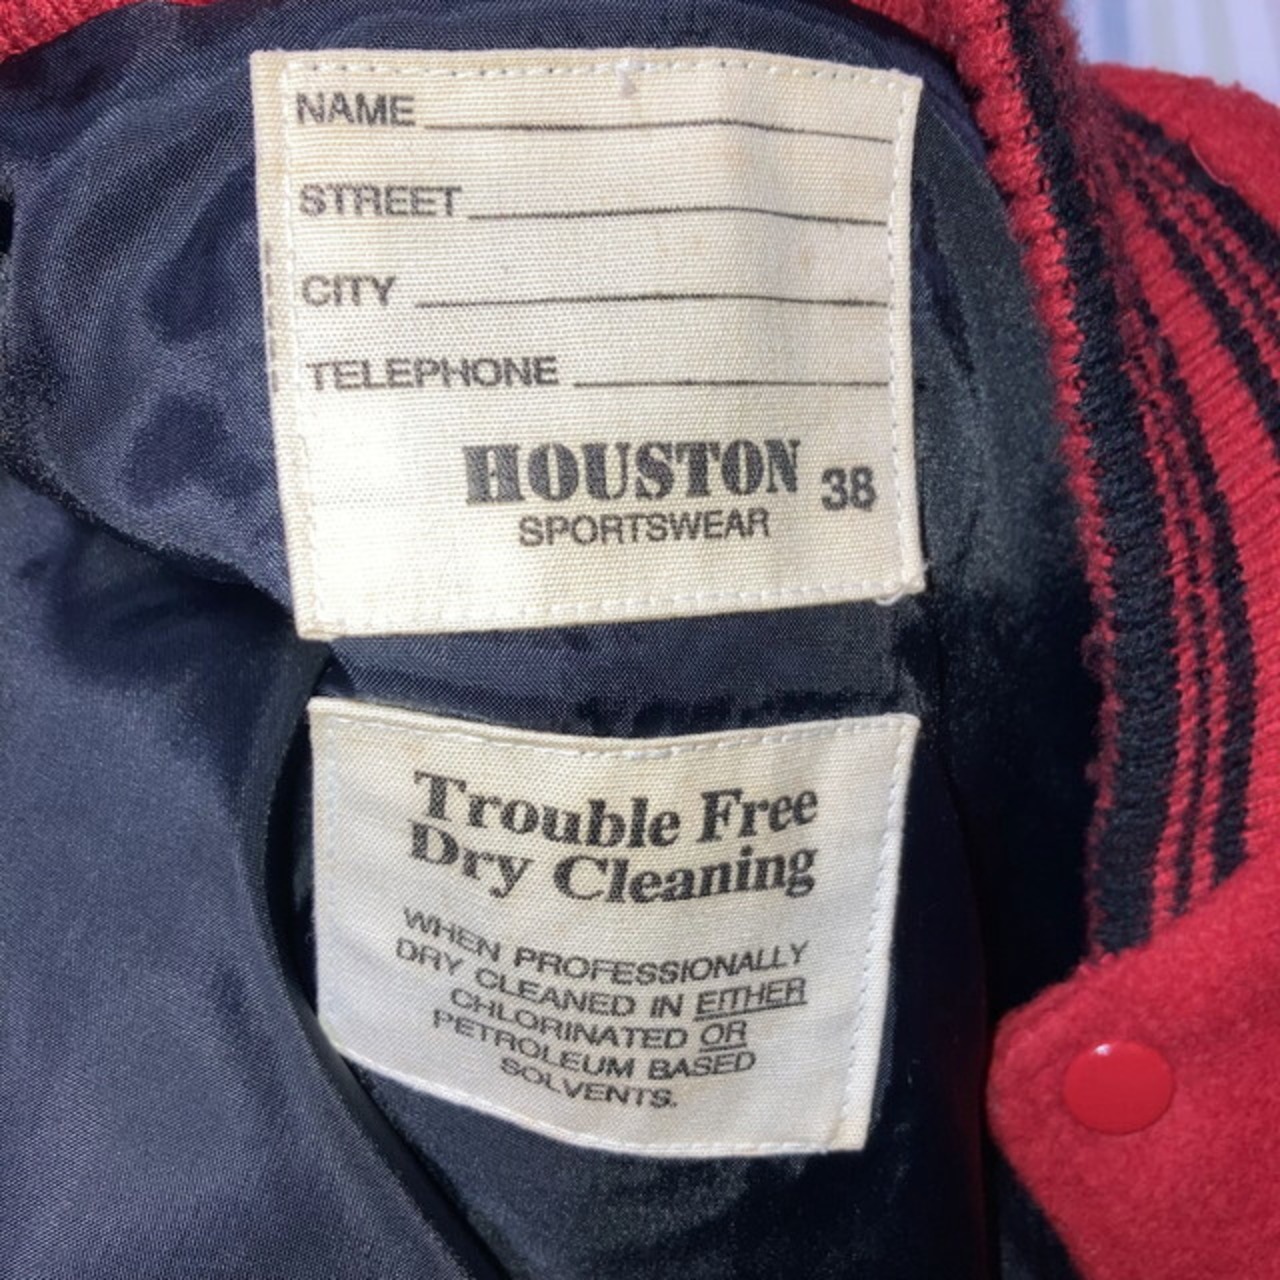 NAME
STREET
CITY
TELEPHONE
HOUSTON 38
SPORTSWEAR
Trouble Free
Dry Cleaning
WHEN PROFESSIONALLY
DRY CLEANED IN EITHER
CHLORINATED OR
PETROLEUM BASED
SOLVENTS.